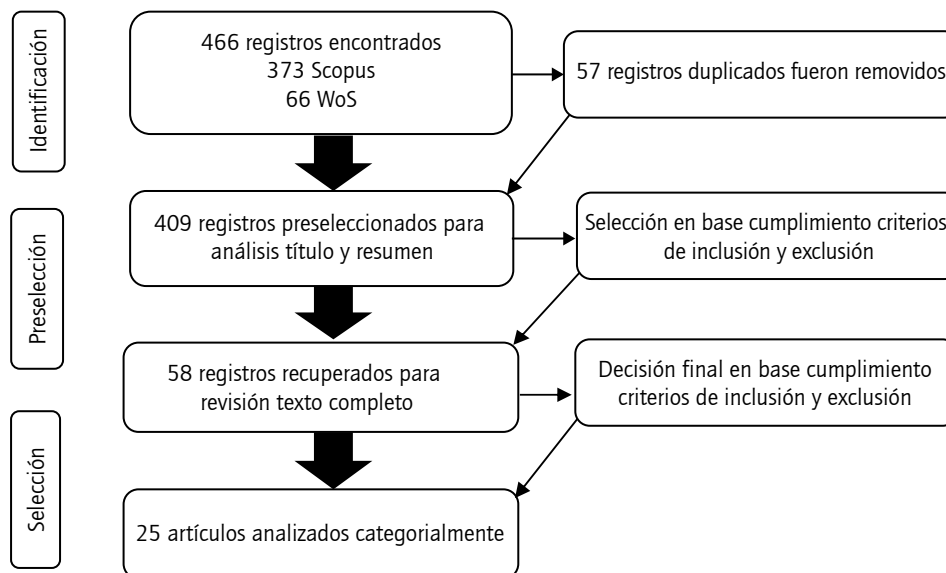 Identificación
466 registros encontrados
373 Scopus
66 WoS
57 registros duplicados fueron removidos
Preselección
409 registros preseleccionados para
análisis título y resumen
Selección en base cumplimiento criterios
de inclusión y exclusión
58 registros recuperados para
revisión texto completo
Decisión final en base cumplimiento
criterios de inclusión y exclusión
Selección
25 artículos analizados categorialmente